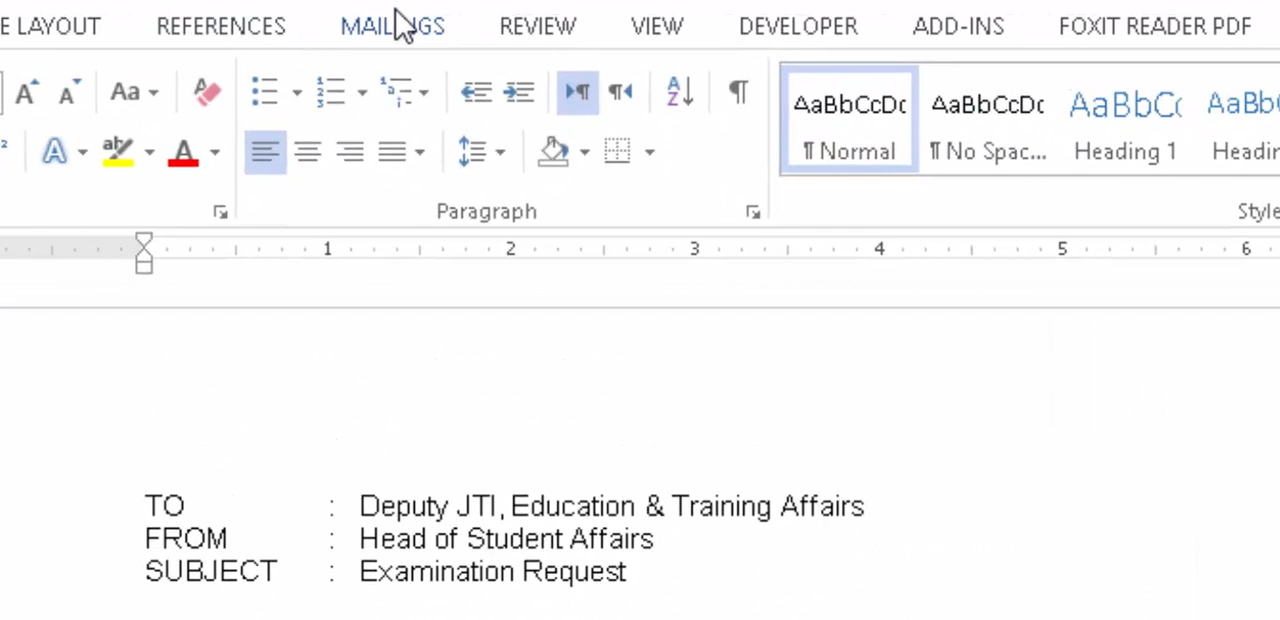 E LAYOUT REFERENCES MAILINGS REVIEW VIEW DEVELOPER ADD-INS FOXIT READER PDF
A A Aa A AaBbCcDc AaBbCcDc AaBbC AaBb
A ab A ¶ Normal ¶ No Spac... Heading 1 Headin
Paragraph Style
1 2 3 4 5 6
TO : Deputy JTI, Education & Training Affairs
FROM : Head of Student Affairs
SUBJECT : Examination Request